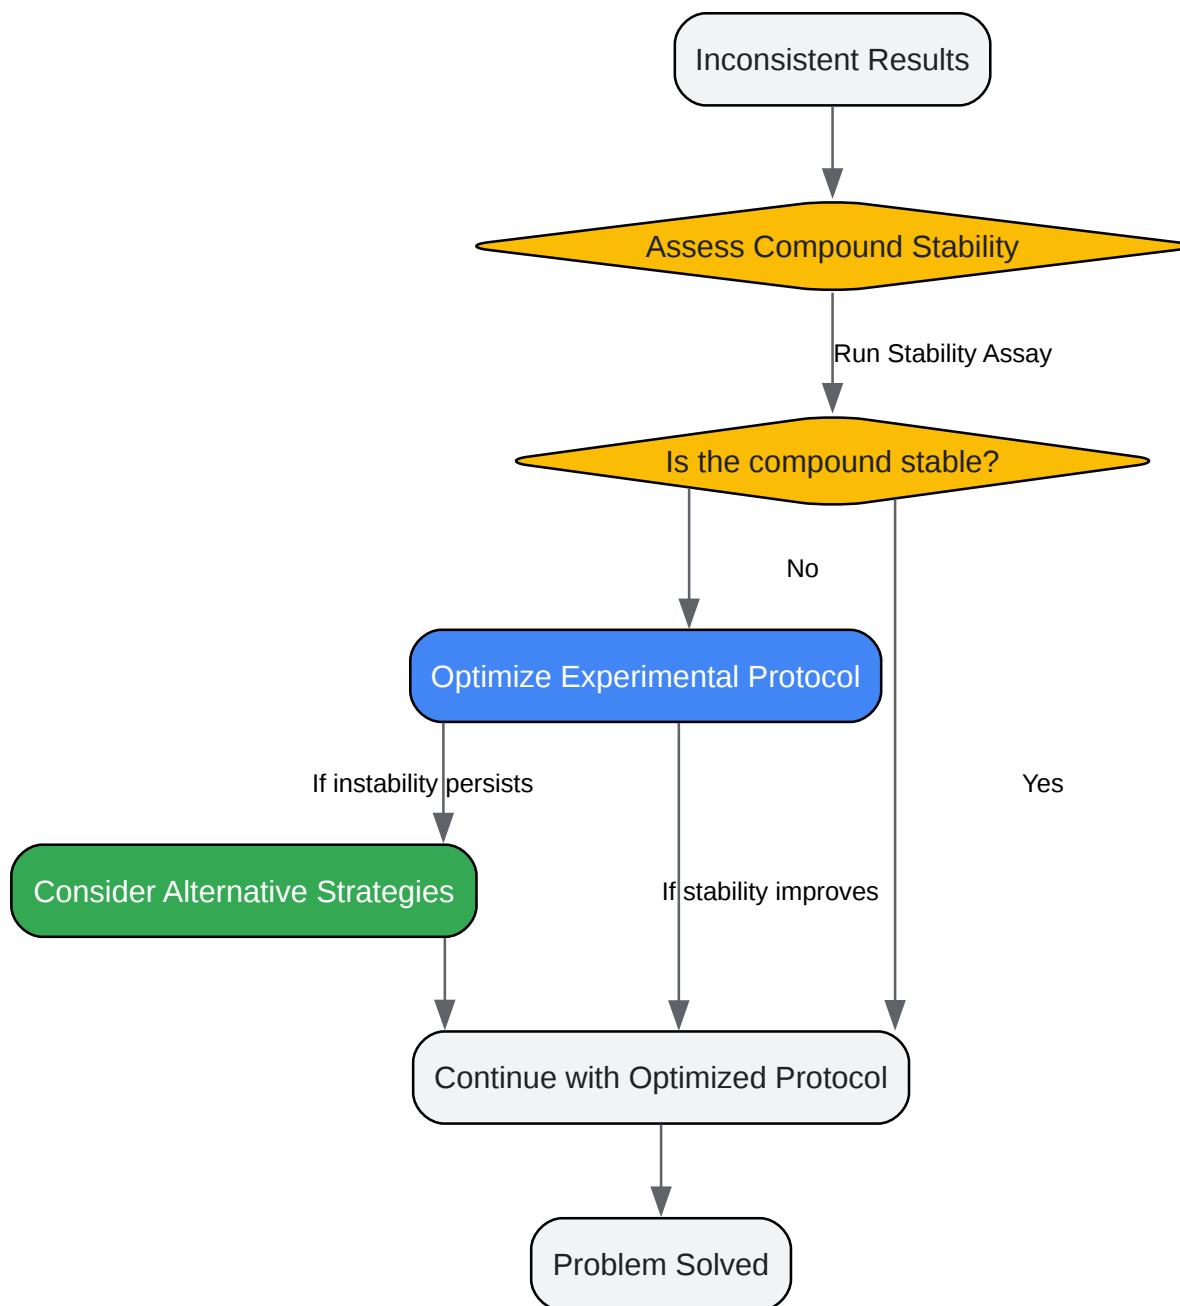 Inconsistent Results
Assess Compound Stability
Run Stability Assay
Is the compound stable?
No
Optimize Experimental Protocol
If instability persists
Yes
Consider Alternative Strategies
If stability improves
Continue with Optimized Protocol
Problem Solved